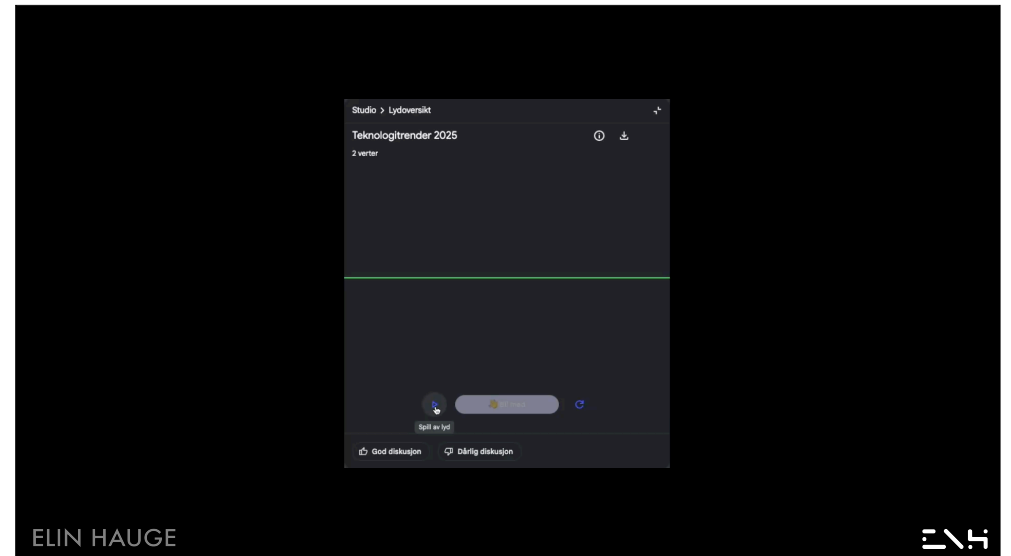 Studio > Lydoversikt
Teknologitrender 2025
2 verter
Spill av lyd
God diskusjon Dårlig diskusjon
ELIN HAUGE